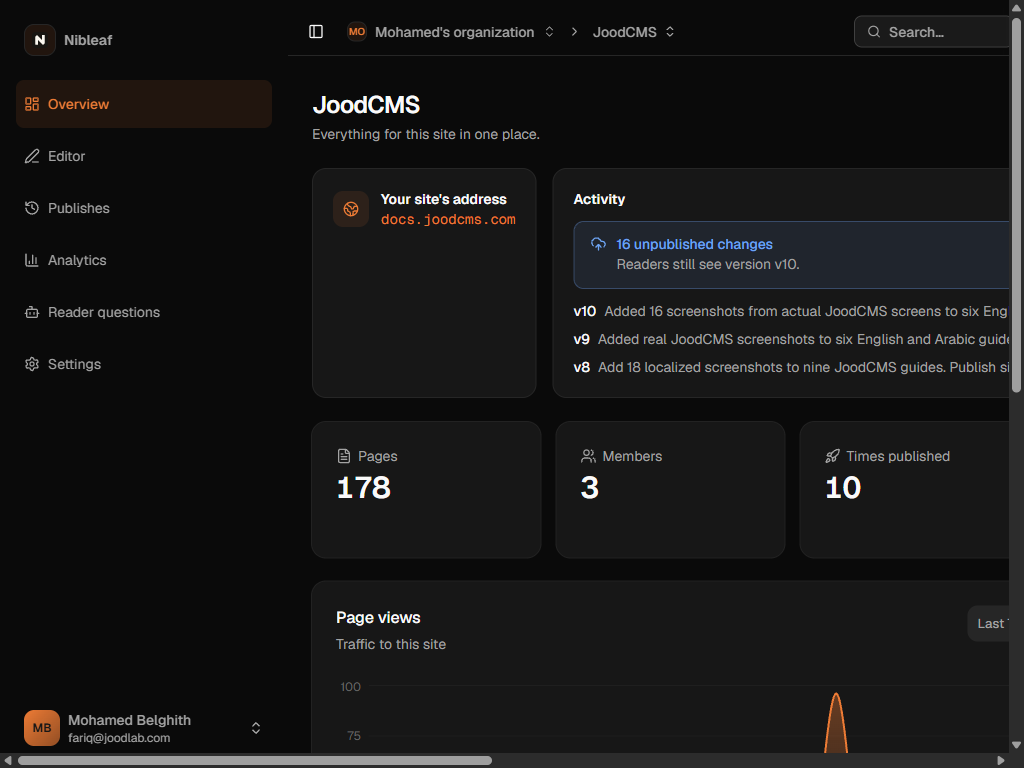 N Nibleaf
Overview
Editor
Publishes
Analytics
Reader questions
Settings
MB Mohamed Belghith
fariq@joodlab.com
MO Mohamed's organization
JoodCMS
Search...
JoodCMS
Everything for this site in one place.
Your site's address
docs.joodcms.com
Activity
16 unpublished changes
Readers still see version v10.
v10 Added 16 screenshots from actual JoodCMS screens to six Eng
v9 Added real JoodCMS screenshots to six English and Arabic guide
v8 Add 18 localized screenshots to nine JoodCMS guides. Publish si
Pages
178
Members
3
Times published
10
Page views
Traffic to this site
Last
100
75